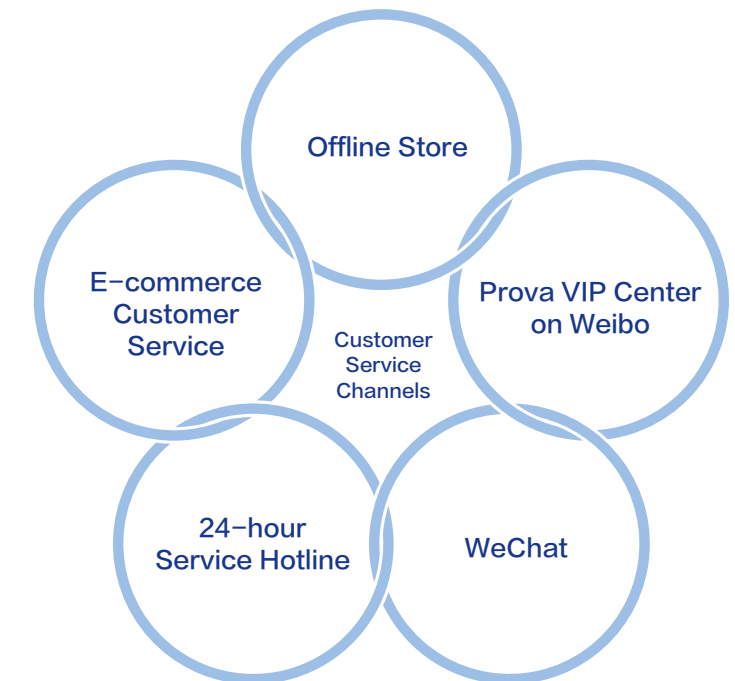 Offline Store
E-commerce
Customer
Service
Prova VIP Center
on Weibo
Customer
Service
Channels
24-hour
Service Hotline
WeChat